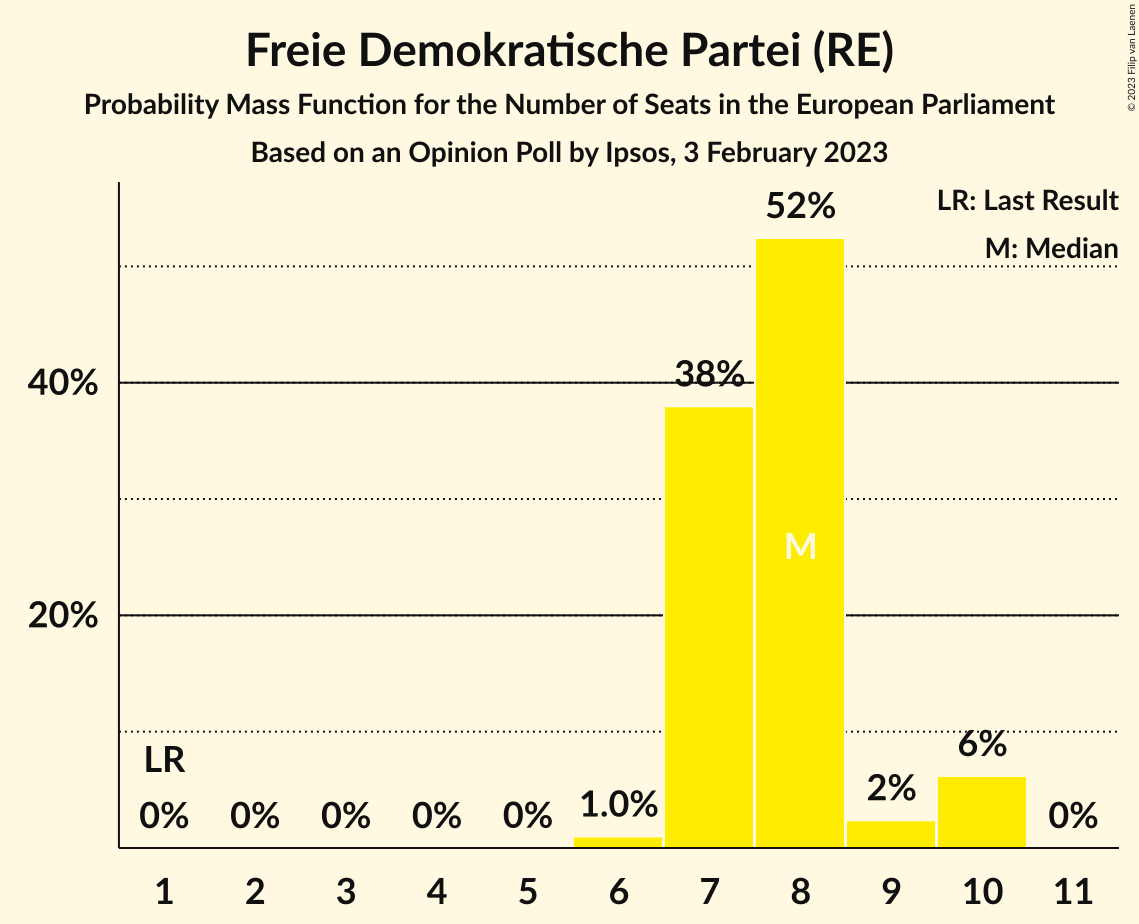 Freie Demokratische Partei (RE)
Probability Mass Function for the Number of Seats in the European Parliament
Based on an Opinion Poll by Ipsos, 3 February 2023
© 2023 Filip van Laenen
LR: Last Result
M: Median
52%
38%
40%
M
20%
LR
6%
2%
1.0%
0% 0% 0% 0% 0% 0%
1 2 3 4 5 6 7 8 9 10 11